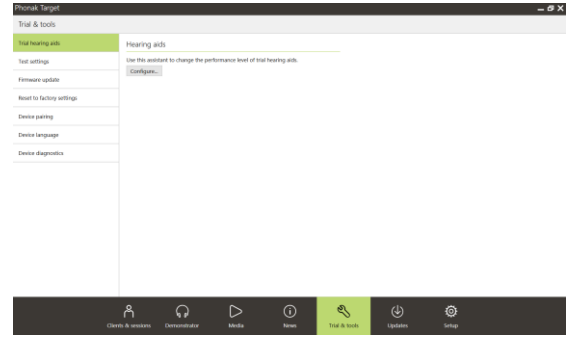 Phonak Target
Trial & tools
Trial hearing aids
Test settings
Firmware update
Reset to factory settings
Device pairing
Device language
Device diagnostics
Hearing aids
Use this assistant to change the performance level of trial hearing aids.
Configure...
Clients & sessions
Demonstrator
Media
News
Trial & tools
Updates
Setup